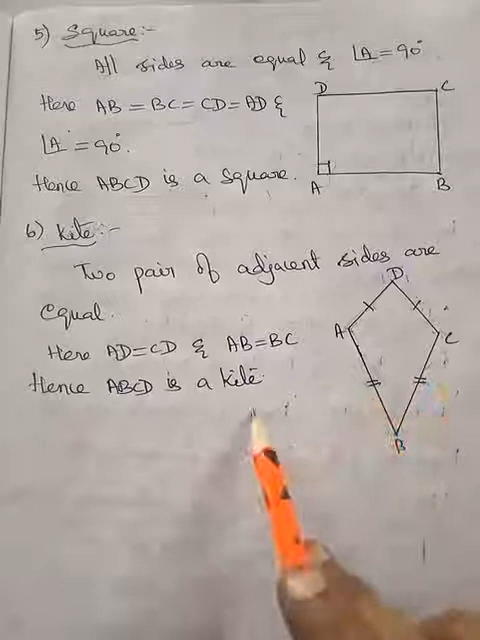 5) Square:-
All sides are equal & ∠A = 90°
Here AB = BC = CD = AD &
∠A = 90°.
Hence ABCD is a square.
D C
A B
6) Kite:-
Two pair of adjacent sides are
equal.
Here AD = CD & AB = BC
Hence ABCD is a kite.
D
A C
B